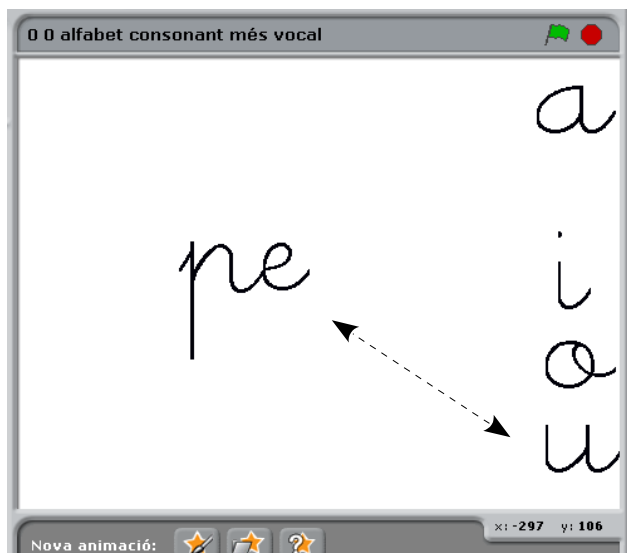 0 0 alfabet consonant més vocal
a
pe
i
o
u
x: -297 y: 106
Nova animació: